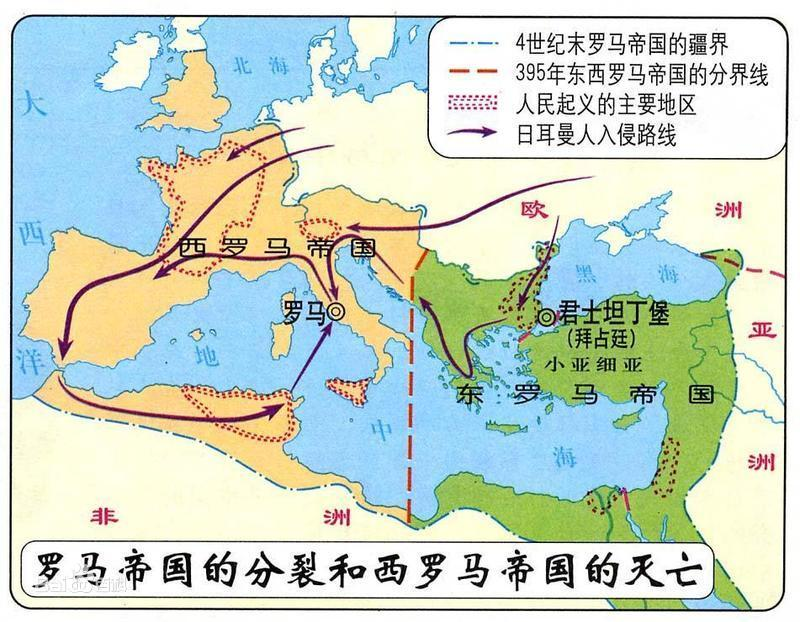 4世纪末罗马帝国的疆界
395年东西罗马帝国的分界线
人民起义的主要地区
日耳曼人入侵路线
北海
大西洋
欧洲
西罗马帝国
黑海
罗马
君士坦丁堡
(拜占廷)
小亚细亚
亚洲
地中海
东罗马帝国
非洲
罗马帝国的分裂和西罗马帝国的灭亡